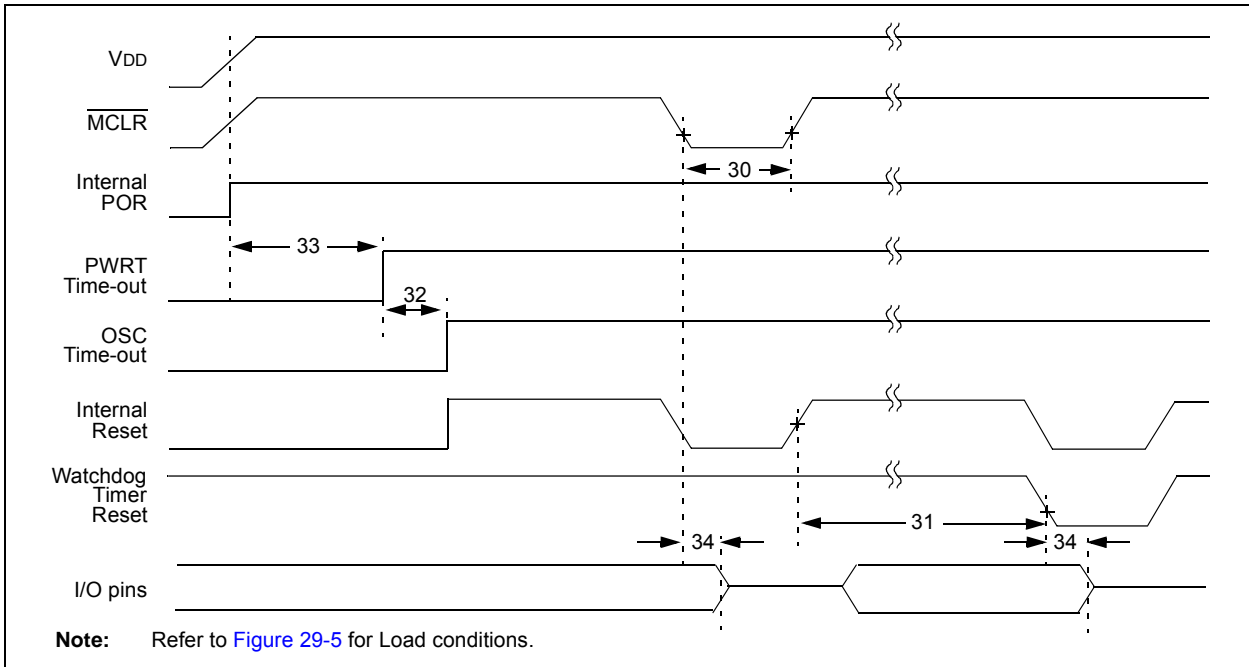 VDD
MCLR
Internal
POR
30
33
PWRT
Time-out
32
OSC
Time-out
Internal
Reset
Watchdog
Timer
Reset
31
34
34
I/O pins
Note: Refer to Figure 29-5 for Load conditions.